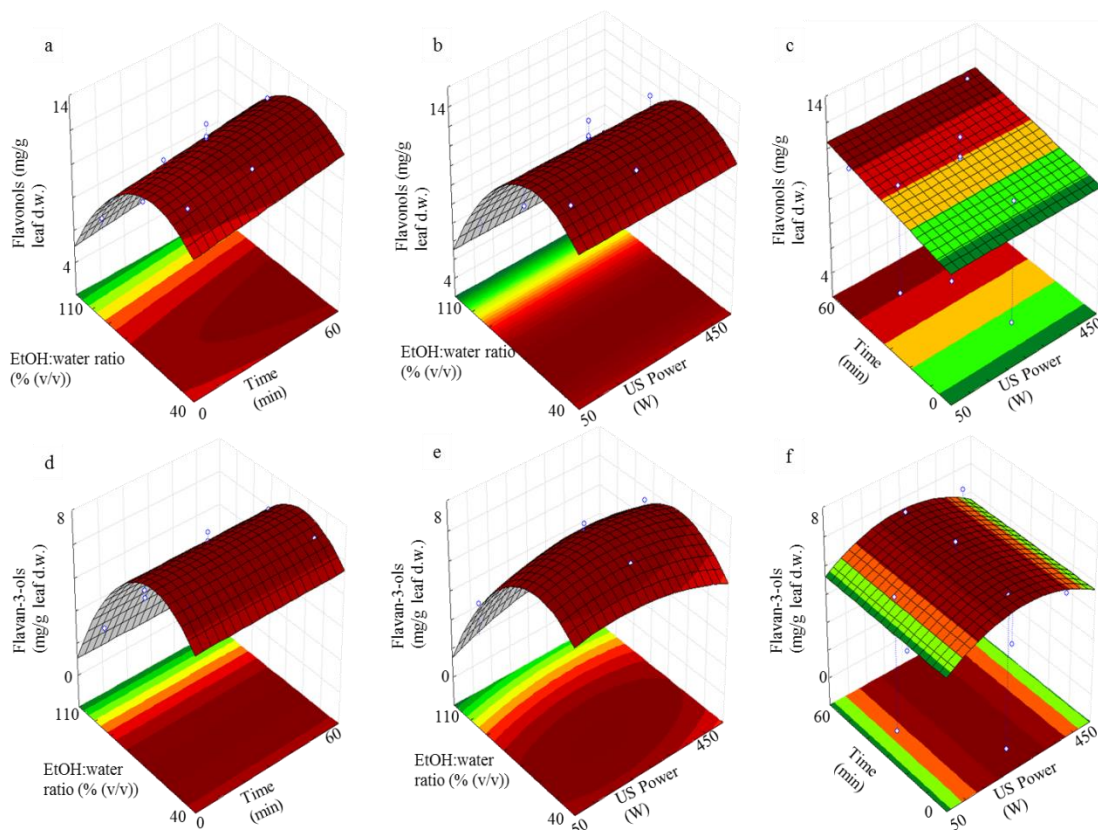 a
14
Flavonols (mg/g
leaf d.w.)
4
110
EtOH:water ratio
(% (v/v))
40
0
Time
(min)
60
b
14
Flavonols (mg/g
leaf d.w.)
4
110
EtOH:water ratio
(% (v/v))
40
50
US Power
(W)
450
c
14
Flavonols (mg/g
leaf d.w.)
4
60
Time
(min)
0
50
US Power
(W)
450
d
8
Flavan-3-ols
(mg/g leaf d.w.)
0
110
EtOH:water
ratio (% (v/v))
40
0
Time
(min)
60
e
8
Flavan-3-ols
(mg/g leaf d.w.)
0
110
EtOH:water
ratio (% (v/v))
40
50
US Power
(W)
450
f
8
Flavan-3-ols
(mg/g leaf d.w.)
0
60
Time
(min)
0
50
US Power
(W)
450